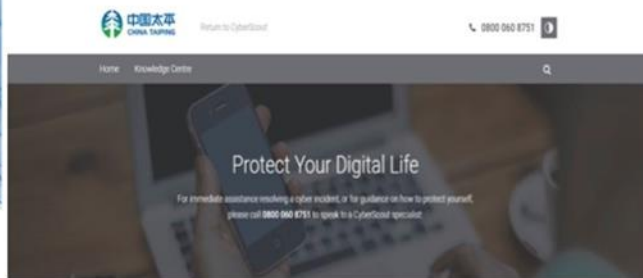 中国太平
CHINA TAIPING
Return to CyberScout
0800 060 8751
Home Knowledge Centre
Protect Your Digital Life
For immediate assistance resolving a cyber incident, or for guidance on how to protect yourself,
please call 0800 060 8751 to speak to a CyberScout specialist.